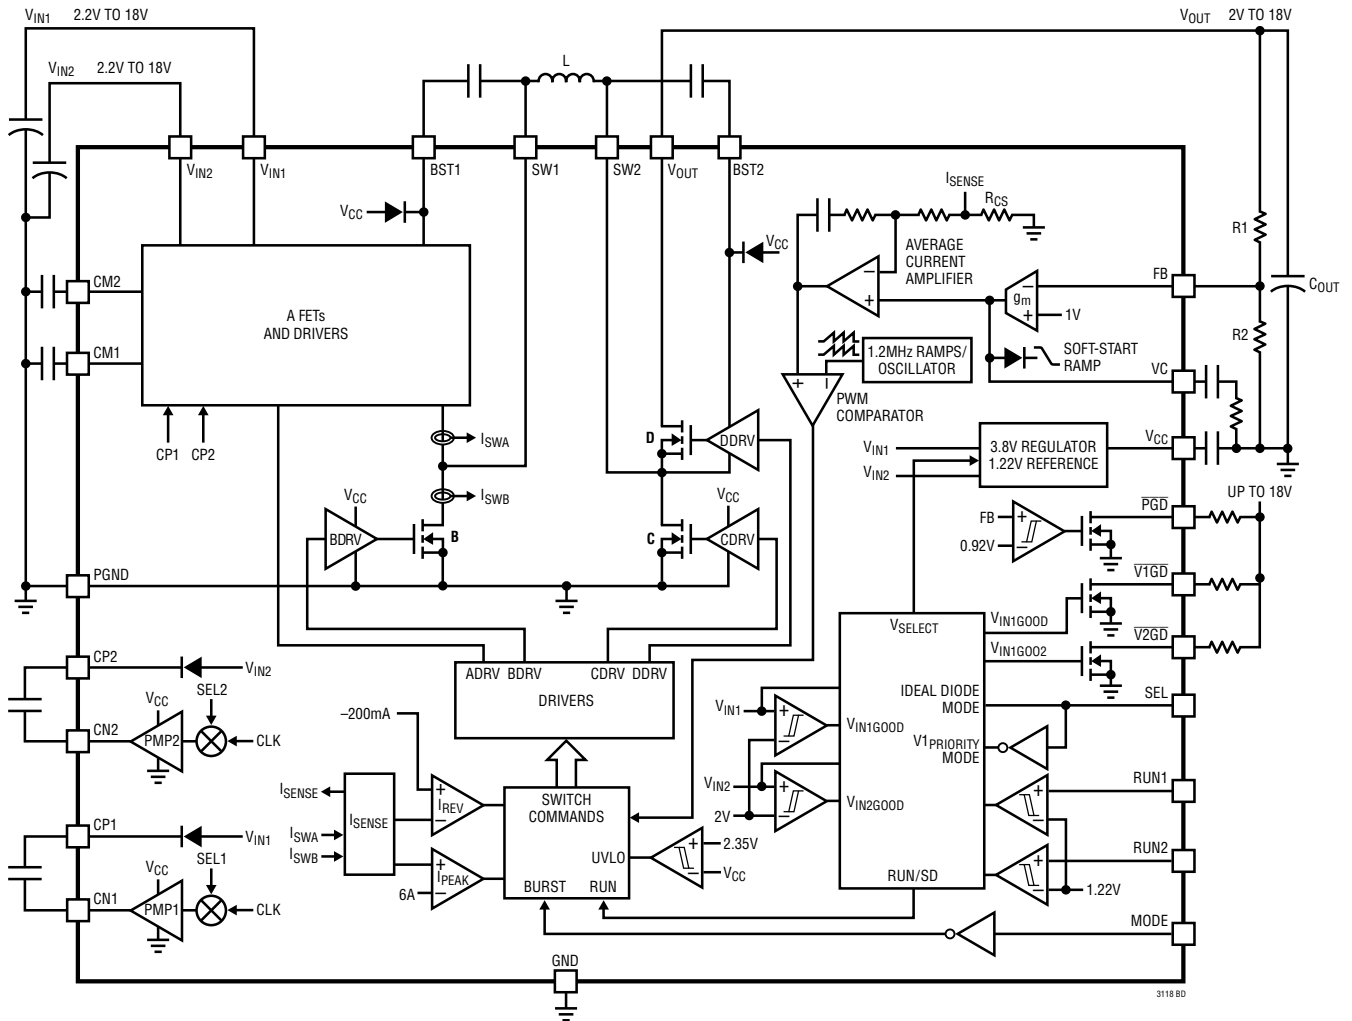 VIN1 2.2V TO 18V
VOUT 2V TO 18V
VIN2 2.2V TO 18V
L
VIN2
VIN1
BST1
SW1
SW2
VOUT
BST2
ISENSE
RCS
VCC
VCC
R1
AVERAGE
CURRENT
AMPLIFIER
–
+
FB
–
gm
+
1V
COUT
CM2
A FETs
AND DRIVERS
CM1
1.2MHz RAMPS/
OSCILLATOR
SOFT-START
RAMP
R2
VC
+
–
PWM
COMPARATOR
CP1
CP2
ISWA
D
DDRV
VIN1
VIN2
3.8V REGULATOR
1.22V REFERENCE
VCC
ISWB
VCC
BDRV
B
C
VCC
CDRV
UP TO 18V
PGD
FB
+
–
0.92V
PGND
V1GD
VSELECT
VIN1GOOD
V2GD
VIN1GOO2
CP2
VIN2
SEL2
VCC
CN2
PMP2
CLK
ADRV BDRV
CDRV DDRV
DRIVERS
IDEAL DIODE
MODE
SEL
–200mA
VIN1
+
–
VIN1GOOD
V1PRIORITY
MODE
ISENSE
ISENSE
+
IREV
–
SWITCH
COMMANDS
VIN2
+
–
VIN2GOOD
2V
RUN1
+
–
ISWA
ISWB
CP1
VIN1
SEL1
VCC
CN1
PMP1
CLK
+
IPEAK
–
6A
UVLO
+
–
2.35V
VCC
BURST
RUN
RUN/SD
RUN2
+
–
1.22V
MODE
GND
3118 BD